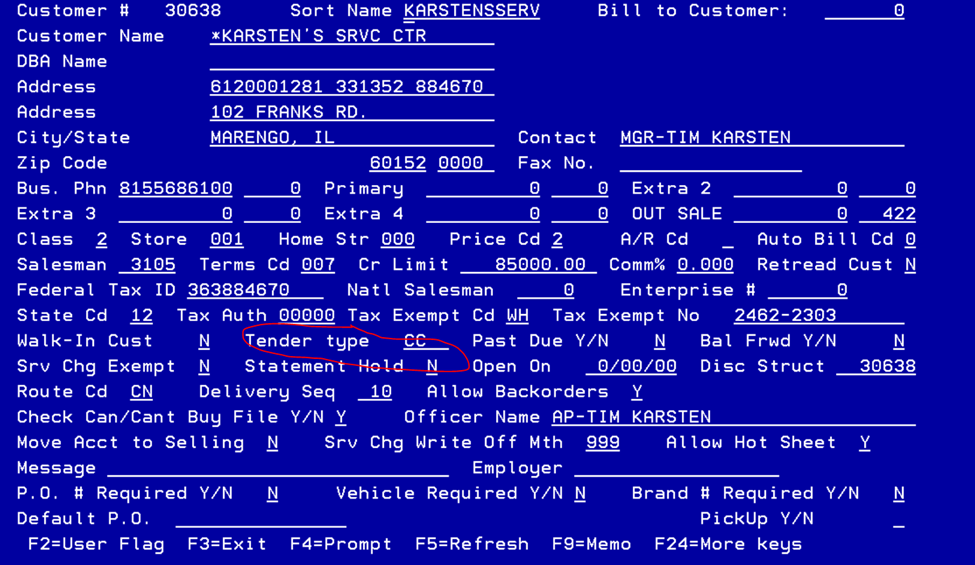 Customer # 30638 Sort Name KARSTENSSERV Bill to Customer: 0
Customer Name *KARSTEN'S SRVC CTR
DBA Name
Address 6120001281 331352 884670
Address 102 FRANKS RD.
City/State MARENGO, IL Contact MGR-TIM KARSTEN
Zip Code 60152 0000 Fax No.
Bus. Phn 8155686100 0 Primary 0 0 Extra 2 0 0
Extra 3 0 0 Extra 4 0 0 OUT SALE 0 422
Class 2 Store 001 Home Str 000 Price Cd 2 A/R Cd _ Auto Bill Cd 0
Salesman 3105 Terms Cd 007 Cr Limit 85000.00 Comm% 0.000 Retread Cust N
Federal Tax ID 363884670 Natl Salesman 0 Enterprise # 0
State Cd 12 Tax Auth 00000 Tax Exempt Cd WH Tax Exempt No 2462-2303
Walk-In Cust N Tender type CC Past Due Y/N N Bal Frwd Y/N N
Srv Chg Exempt N Statement Hold N Open On 0/00/00 Disc Struct 30638
Route Cd CN Delivery Seq 10 Allow Backorders Y
Check Can/Cant Buy File Y/N Y Officer Name AP-TIM KARSTEN
Move Acct to Selling N Srv Chg Write Off Mth 999 Allow Hot Sheet Y
Message Employer
P.O. # Required Y/N N Vehicle Required Y/N N Brand # Required Y/N N
Default P.O. PickUp Y/N _
F2=User Flag F3=Exit F4=Prompt F5=Refresh F9=Memo F24=More keys